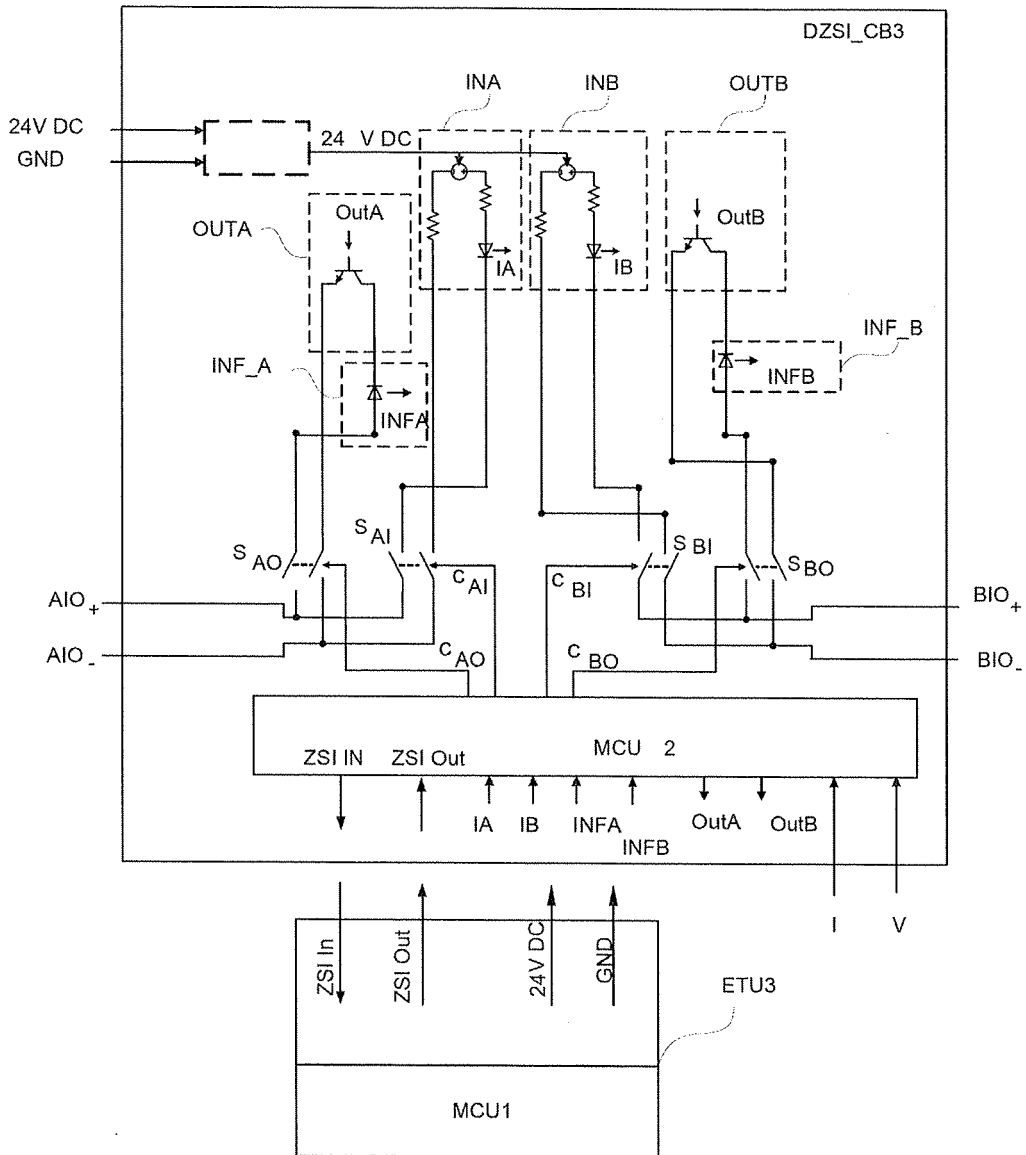 DZSI_CB3
INA
INB
OUTB
24V DC
24 V DC
GND
OutA
OutB
OUTA
IA
IB
INF_A
INF_B
INFA
INFB
S AO
S AI
C AI
C BI
S BI
S BO
AIO +
BIO +
AIO -
BIO -
C AO
C BO
MCU 2
ZSI IN
ZSI Out
IA
IB
INFA
INFB
OutA
OutB
I
V
ZSI In
ZSI Out
24V DC
GND
ETU3
MCU1